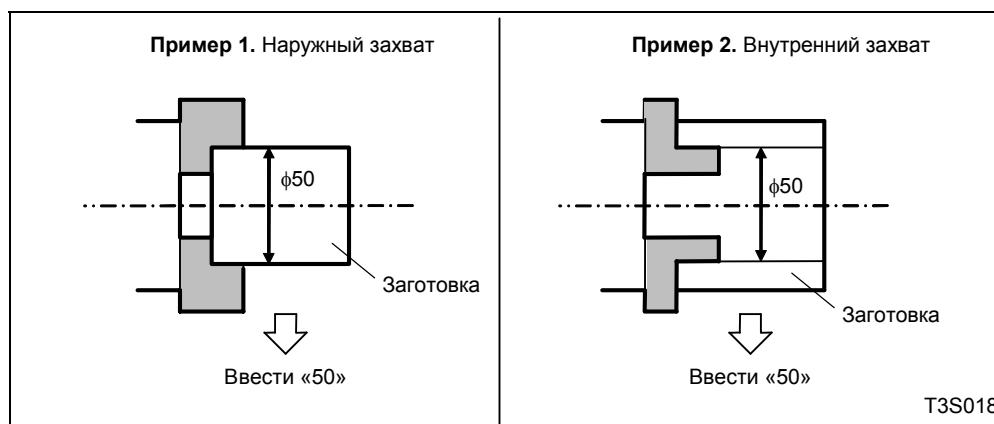 Пример 1. Наружный захват
ϕ50
Заготовка
Ввести «50»
Пример 2. Внутренний захват
ϕ50
Заготовка
Ввести «50»
T3S018